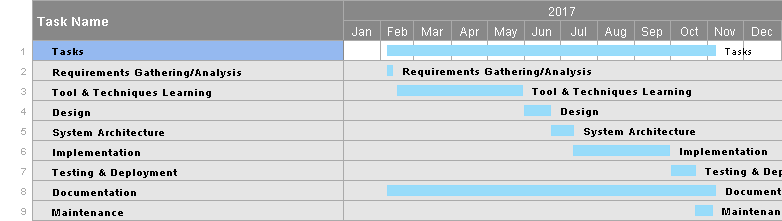 Task Name
2017
Jan Feb Mar Apr May Jun Jul Aug Sep Oct Nov Dec
1 Tasks Tasks
2 Requirements Gathering/Analysis Requirements Gathering/Analysis
3 Tool & Techniques Learning Tool & Techniques Learning
4 Design Design
5 System Architecture System Architecture
6 Implementation Implementation
7 Testing & Deployment Testing & Dep
8 Documentation Document
9 Maintenance Maintenan